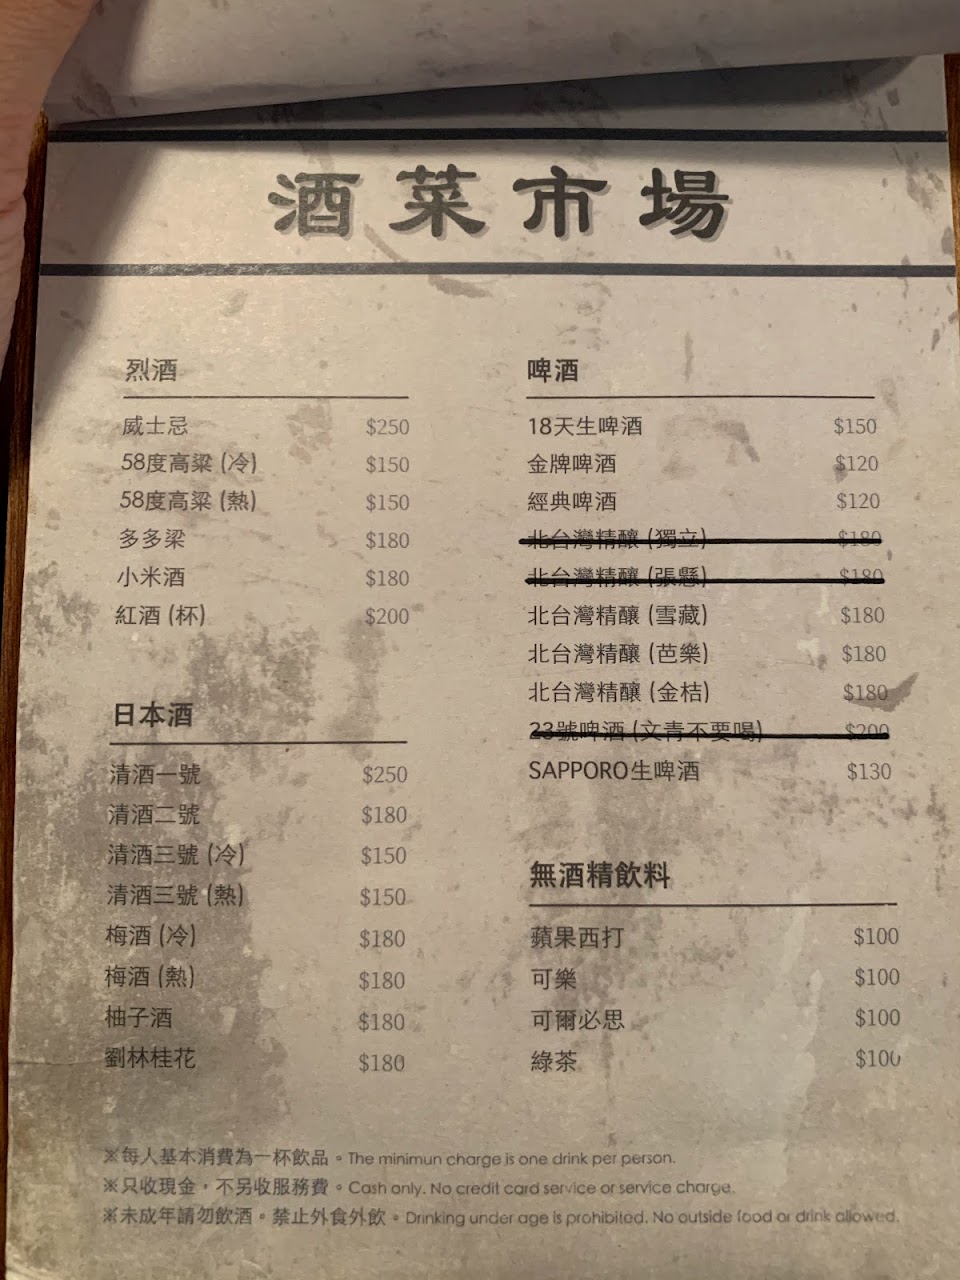 酒菜市場
烈酒
威士忌 $250
58度高粱 (冷) $150
58度高粱 (熱) $150
多多梁 $180
小米酒 $180
紅酒 (杯) $200
日本酒
清酒一號 $250
清酒二號 $180
清酒三號 (冷) $150
清酒三號 (熱) $150
梅酒 (冷) $180
梅酒 (熱) $180
柚子酒 $180
劉林桂花 $180
啤酒
18天生啤酒 $150
金牌啤酒 $120
經典啤酒 $120
北台灣精釀 (獨立) $180
北台灣精釀 (張懸) $180
北台灣精釀 (雪藏) $180
北台灣精釀 (芭樂) $180
北台灣精釀 (金桔) $180
23號啤酒 (文青不要喝) $200
SAPPORO生啤酒 $130
無酒精飲料
蘋果西打 $100
可樂 $100
可爾必思 $100
綠茶 $100
※每人基本消費為一杯飲品。The minimun charge is one drink per person.
※只收現金，不另收服務費。Cash only. No credit card service or service charge.
※未成年請勿飲酒。禁止外食外飲。Drinking under age is prohibited. No outside food or drink allowed.